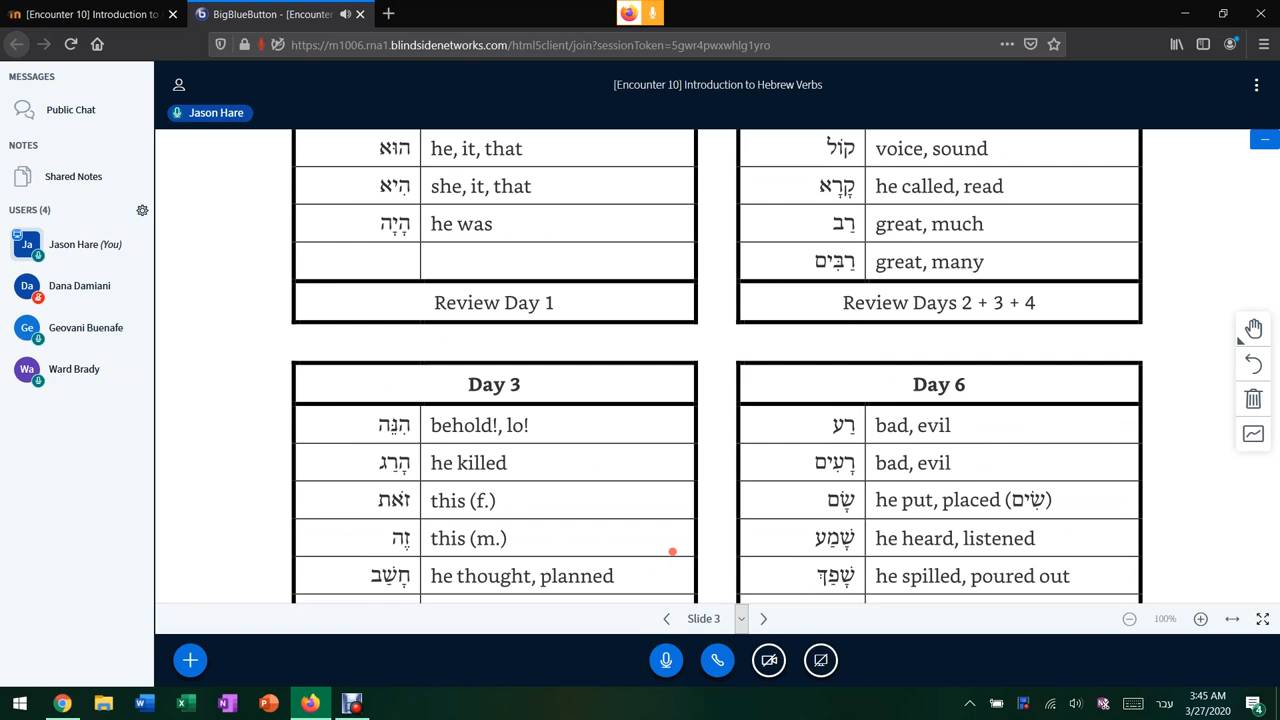 [Encounter 10] Introduction to
BigBlueButton - [Encounter
https://m1006.rna1.blindsidenetworks.com/html5client/join?sessionToken=5gwr4pwxwhlg1yro
MESSAGES
Public Chat
NOTES
Shared Notes
USERS (4)
Ja Jason Hare (You)
Da Dana Damiani
Ge Geovani Buenafe
Wa Ward Brady
[Encounter 10] Introduction to Hebrew Verbs
Jason Hare
הוּא he, it, that
הִיא she, it, that
הָיָה he was
Review Day 1
קוֹל voice, sound
קָרָא he called, read
רַב great, much
רַבִּים great, many
Review Days 2 + 3 + 4
Day 3
הִנֵּה behold!, lo!
הָרַג he killed
זֹאת this (f.)
זֶה this (m.)
חָשַׁב he thought, planned
Day 6
רַע bad, evil
רָעִים bad, evil
שָׂם he put, placed (שִׂים)
שָׁמַע he heard, listened
שָׁפַךְ he spilled, poured out
Slide 3
100%
עבר
3:45 AM
3/27/2020
4